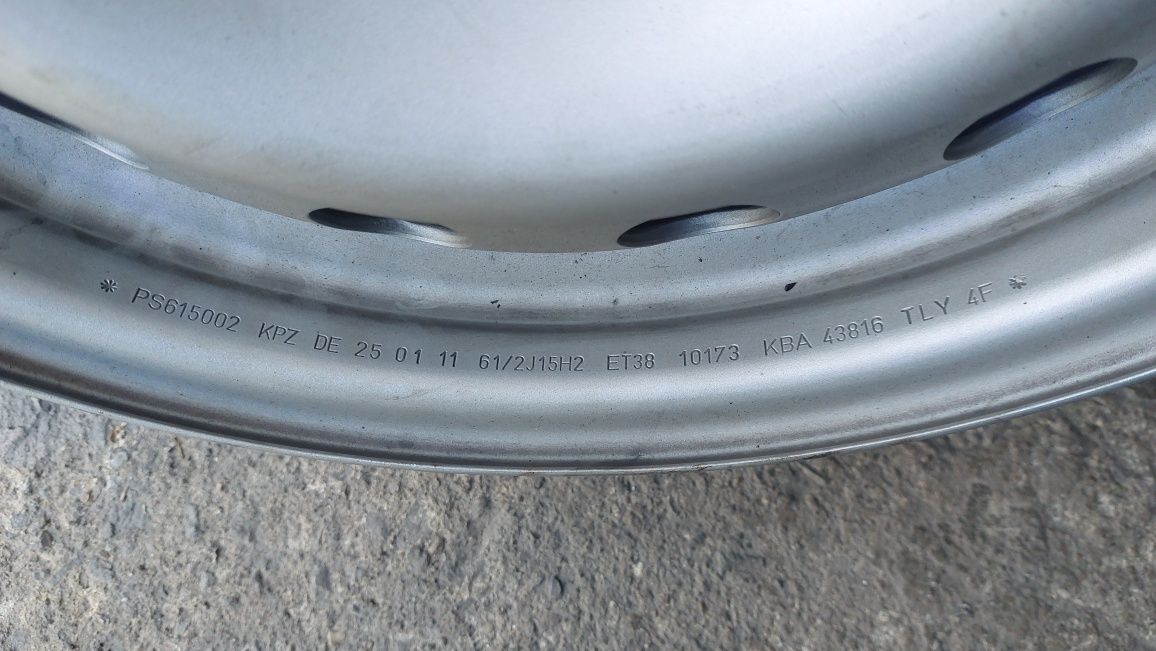 * PS615002 KPZ DE 25 01 11 61/2J15H2 ET38 10173 KBA 43816 TLY 4F *